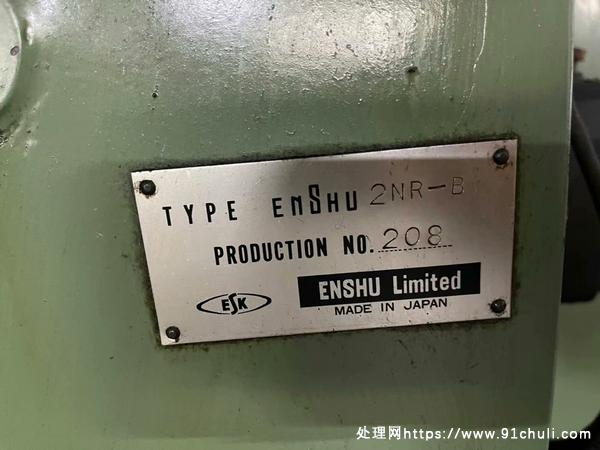 TYPE ENSHU 2NR-B
PRODUCTION NO. 208
ESK
ENSHU Limited
MADE IN JAPAN
处理网https://www.91chuli.com